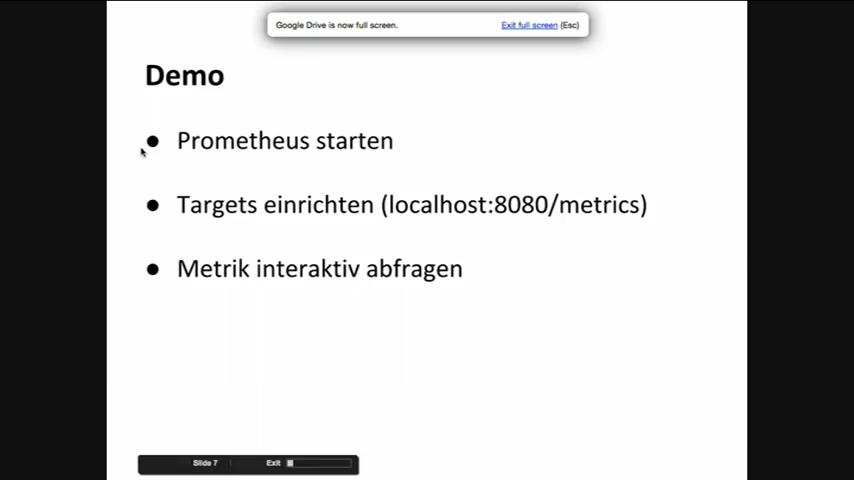 Google Drive is now full screen. Exit full screen (Esc)
Demo
● Prometheus starten
● Targets einrichten (localhost:8080/metrics)
● Metrik interaktiv abfragen
Slide 7 Exit